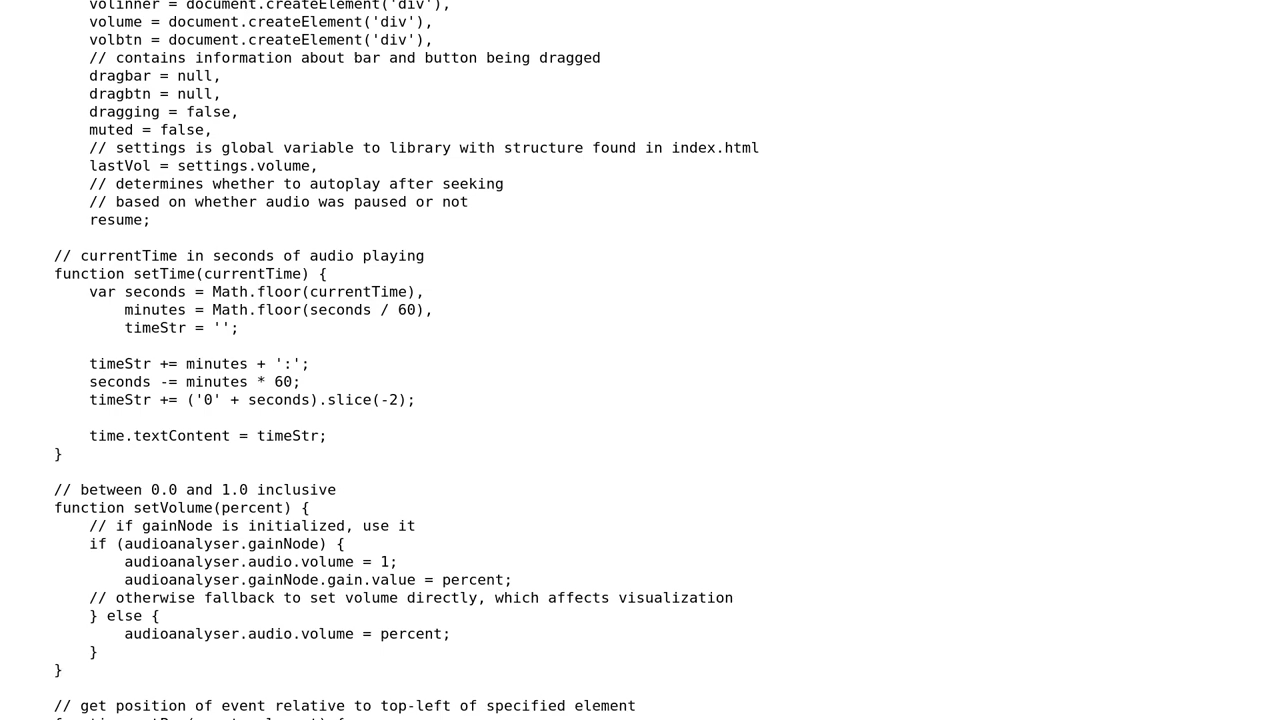 volinner = document.createElement('div'),
volume = document.createElement('div'),
volbtn = document.createElement('div'),
// contains information about bar and button being dragged
dragbar = null,
dragbtn = null,
dragging = false,
muted = false,
// settings is global variable to library with structure found in index.html
lastVol = settings.volume,
// determines whether to autoplay after seeking
// based on whether audio was paused or not
resume;

// currentTime in seconds of audio playing
function setTime(currentTime) {
var seconds = Math.floor(currentTime),
minutes = Math.floor(seconds / 60),
timeStr = '';

timeStr += minutes + ':';
seconds -= minutes * 60;
timeStr += ('0' + seconds).slice(-2);

time.textContent = timeStr;
}

// between 0.0 and 1.0 inclusive
function setVolume(percent) {
// if gainNode is initialized, use it
if (audioanalyser.gainNode) {
audioanalyser.audio.volume = 1;
audioanalyser.gainNode.gain.value = percent;
// otherwise fallback to set volume directly, which affects visualization
} else {
audioanalyser.audio.volume = percent;
}
}

// get position of event relative to top-left of specified element